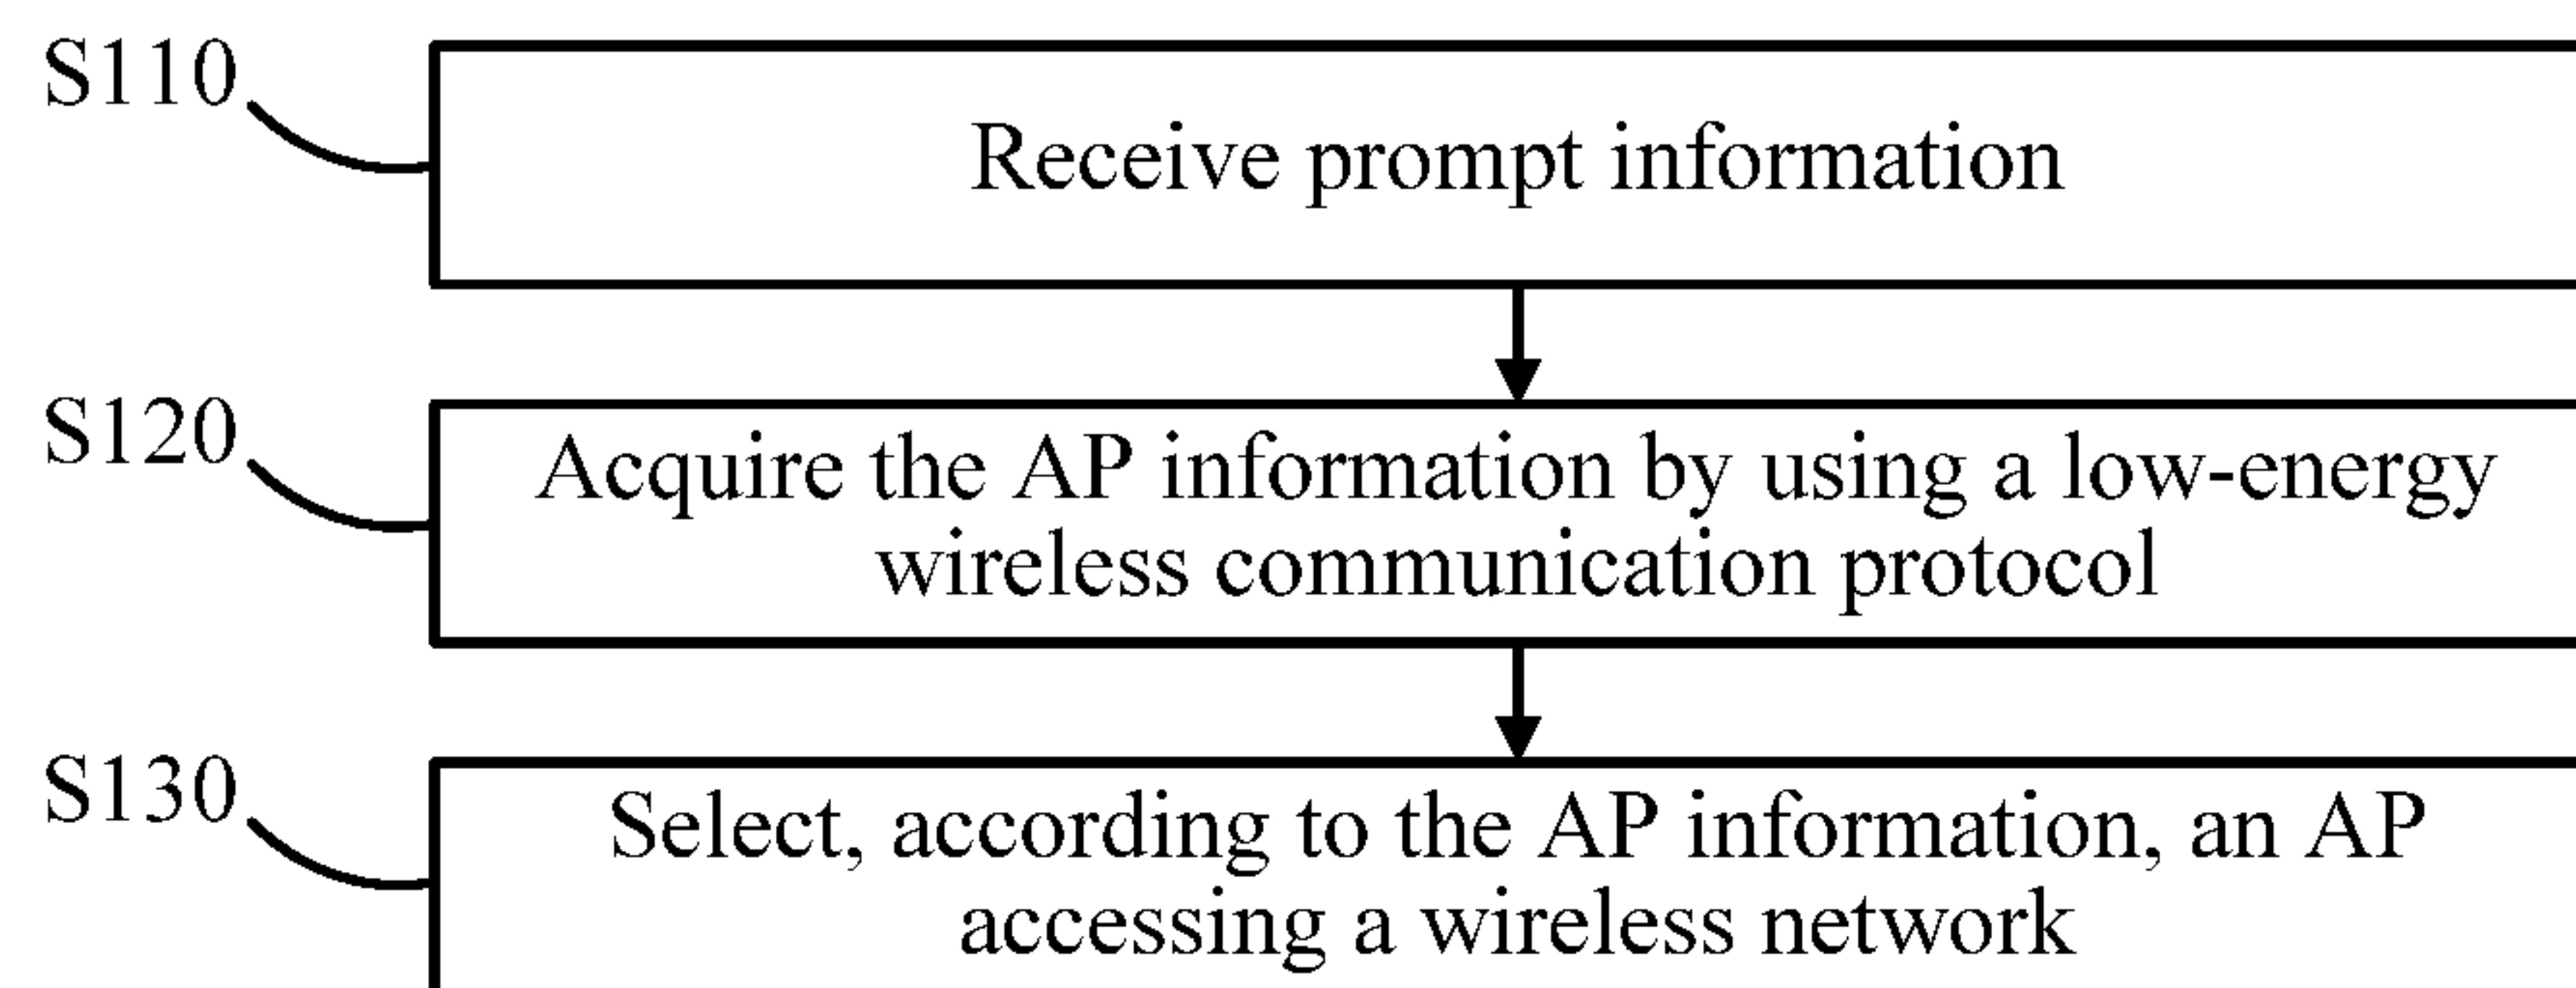 S110
Receive prompt information
S120
Acquire the AP information by using a low-energy
wireless communication protocol
S130
Select, according to the AP information, an AP
accessing a wireless network